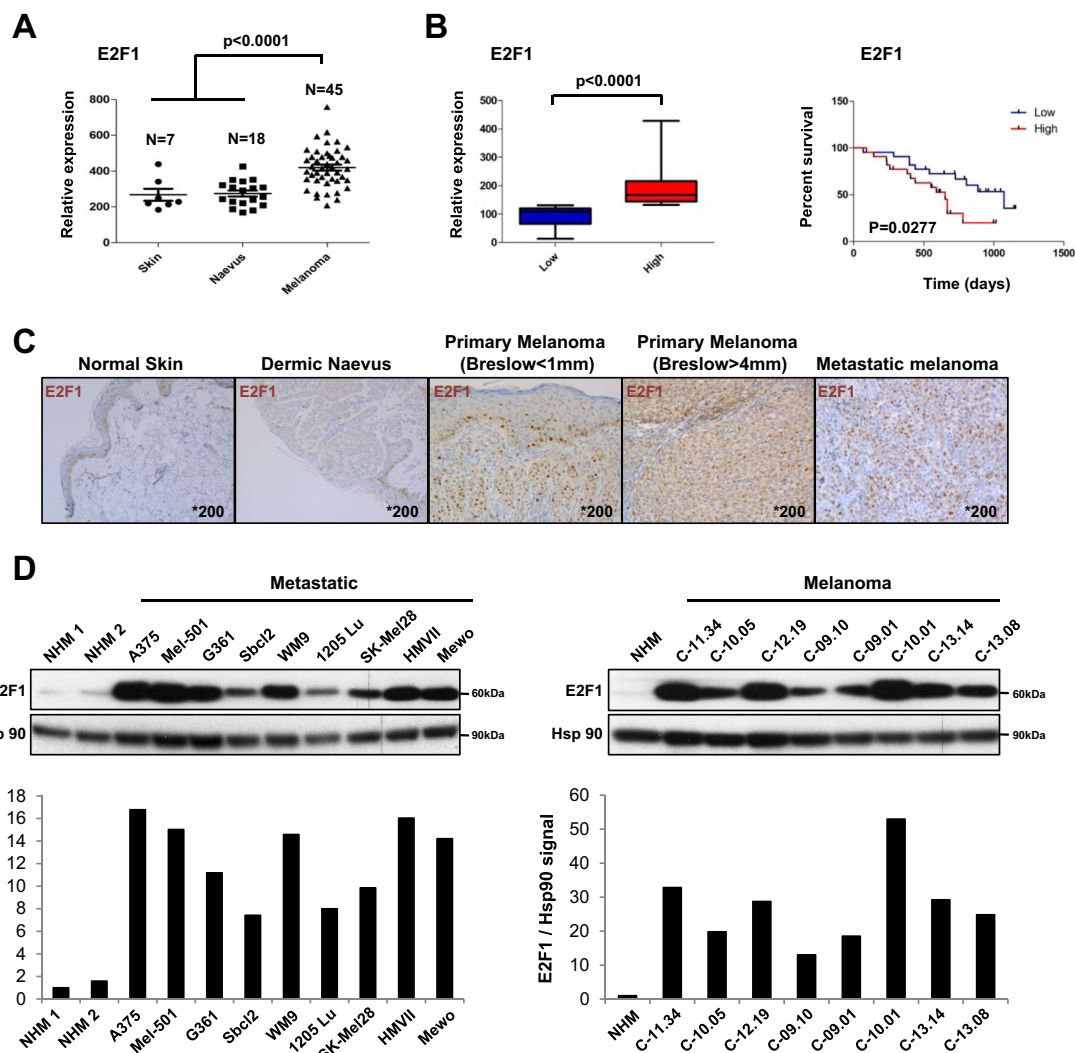 A
E2F1
p<0.0001
Relative expression
800
600
400
200
0
N=7
N=18
N=45
Skin
Naevus
Melanoma
B
E2F1
p<0.0001
Relative expression
500
400
300
200
100
0
Low
High
E2F1
Percent survival
150
100
50
0
Low
High
P=0.0277
0
500
1000
1500
Time (days)
C
Normal Skin
Dermic Naevus
Primary Melanoma
(Breslow<1mm)
Primary Melanoma
(Breslow>4mm)
Metastatic melanoma
E2F1
*200
E2F1
*200
E2F1
*200
E2F1
*200
E2F1
*200
D
Metastatic
NHM 1
NHM 2
A375
Mel-501
G361
Sbcl2
WM9
1205 Lu
SK-Mel28
HMVII
Mewo
2F1
60kDa
p 90
90kDa
18
16
14
12
10
8
6
4
2
0
NHM 1
NHM 2
A375
Mel-501
G361
Sbcl2
WM9
1205 Lu
SK-Mel28
HMVII
Mewo
Melanoma
NHM
C-11.34
C-10.05
C-12.19
C-09.10
C-09.01
C-10.01
C-13.14
C-13.08
E2F1
60kDa
Hsp 90
90kDa
E2F1 / Hsp90 signal
60
50
40
30
20
10
0
NHM
C-11.34
C-10.05
C-12.19
C-09.10
C-09.01
C-10.01
C-13.14
C-13.08